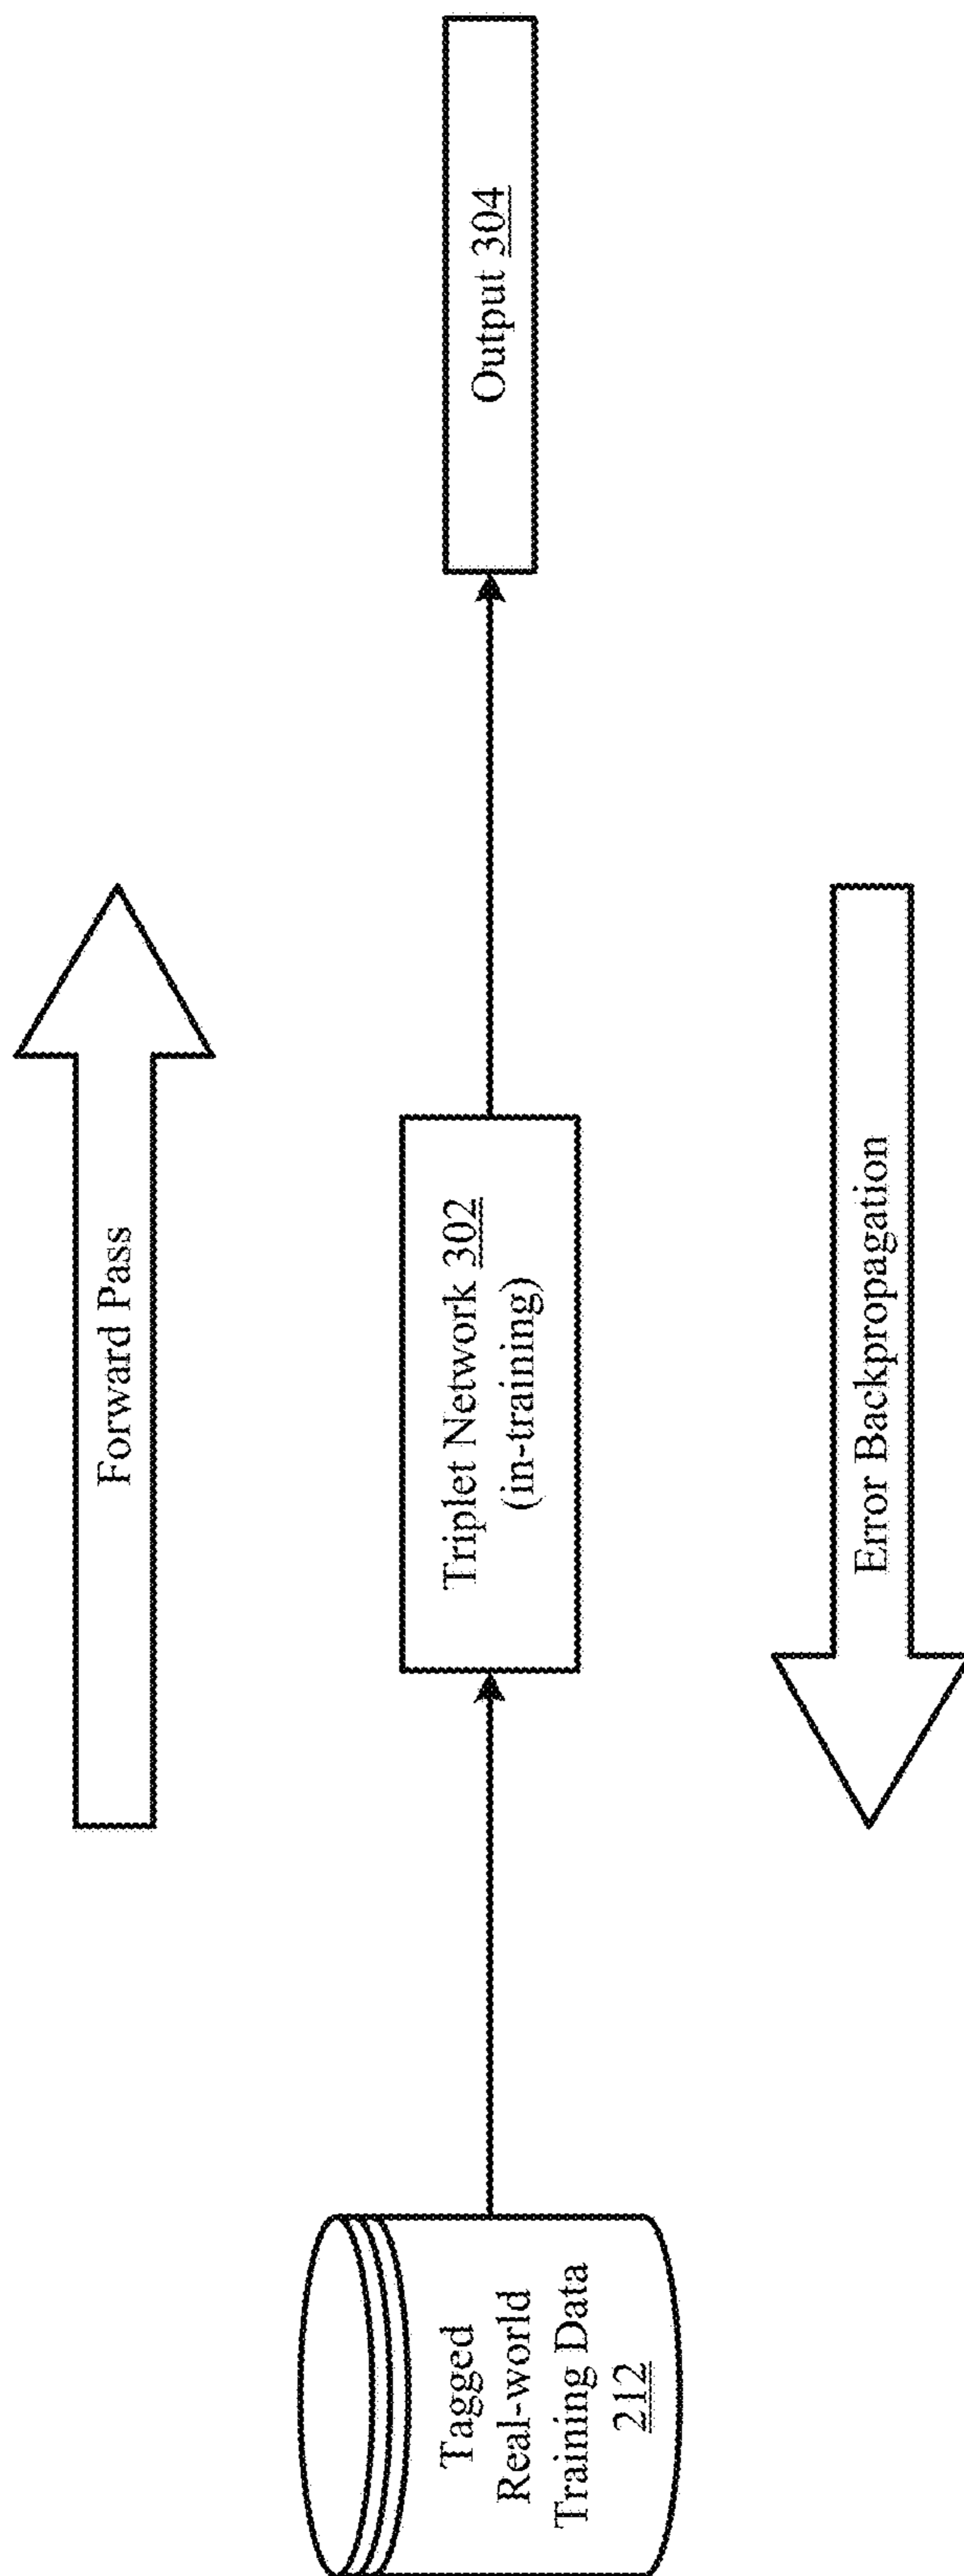 Forward Pass
Tagged
Real-world
Training Data
212
Triplet Network 302
(in-training)
Output 304
Error Backpropagation